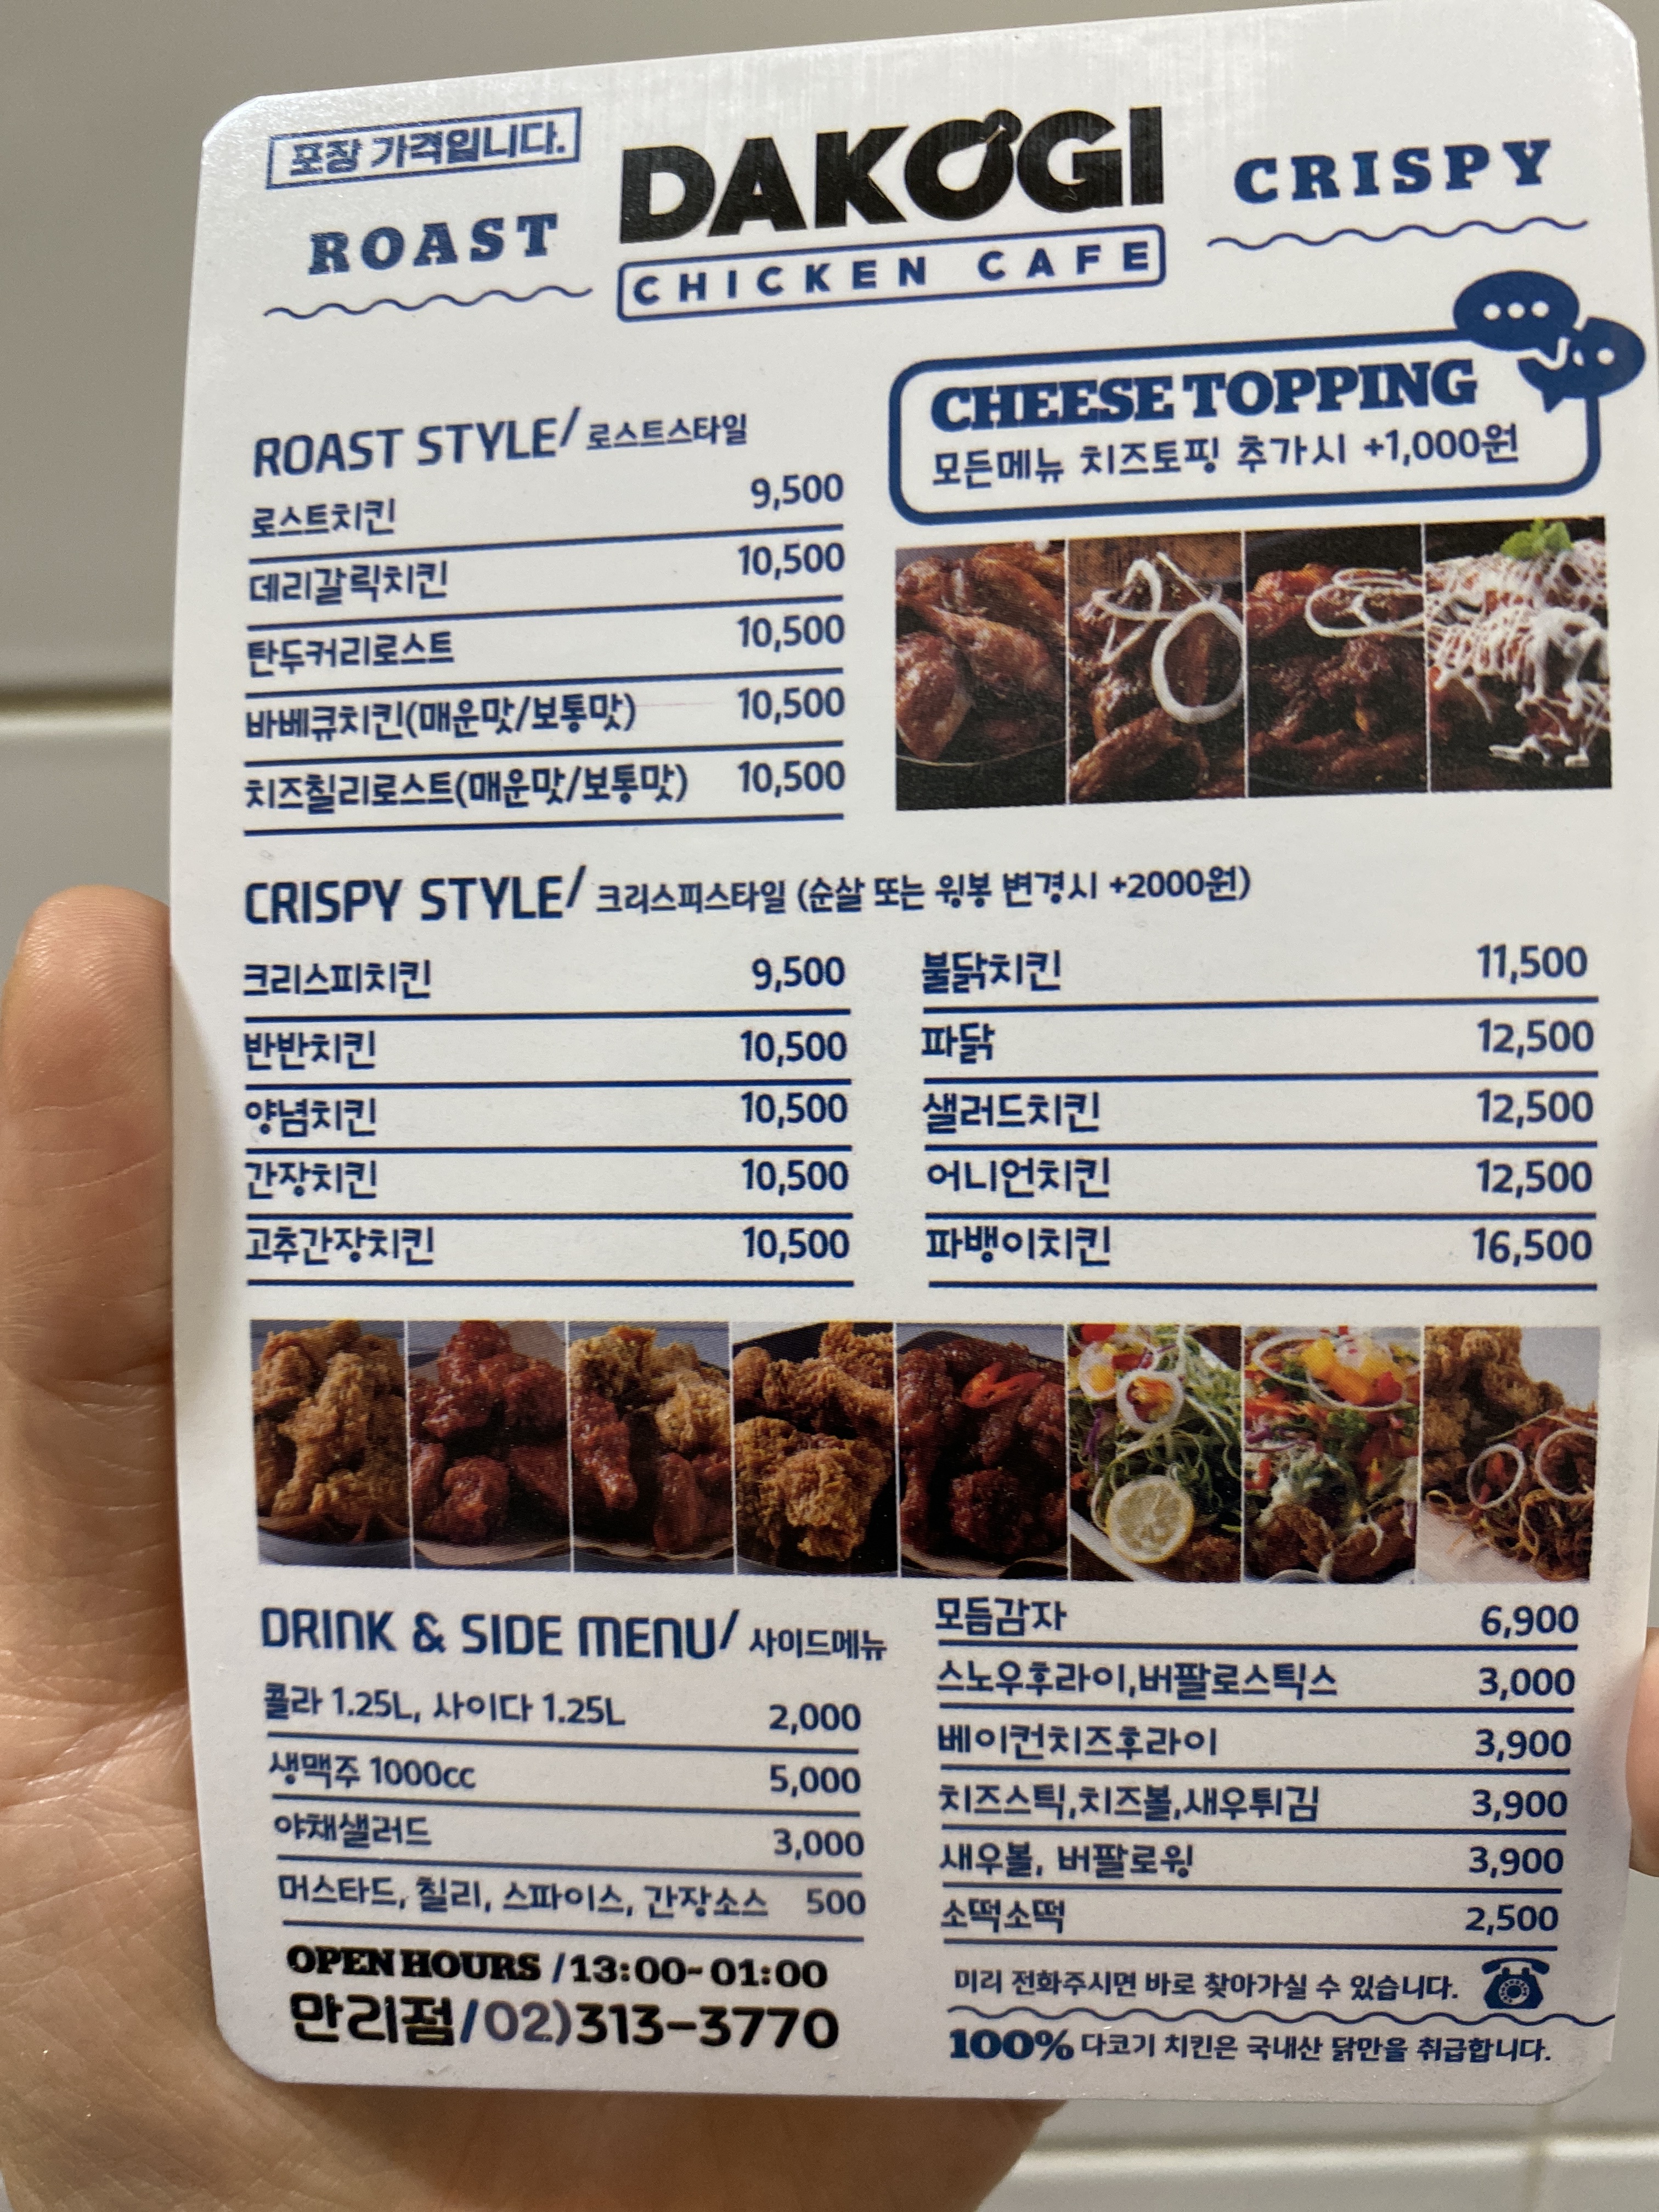 포장 가격입니다.
ROAST
DAKOGI
CHICKEN CAFE
CRISPY
CHEESE TOPPING
모든메뉴 치즈토핑 추가시 +1,000원
ROAST STYLE/ 로스트스타일
로스트치킨 9,500
데리갈릭치킨 10,500
탄두커리로스트 10,500
바베큐치킨(매운맛/보통맛) 10,500
치즈칠리로스트(매운맛/보통맛) 10,500
CRISPY STYLE/ 크리스피스타일 (순살 또는 윙봉 변경시 +2000원)
크리스피치킨 9,500
반반치킨 10,500
양념치킨 10,500
간장치킨 10,500
고추간장치킨 10,500
불닭치킨 11,500
파닭 12,500
샐러드치킨 12,500
어니언치킨 12,500
파뱅이치킨 16,500
DRINK & SIDE MENU/ 사이드메뉴
콜라 1.25L, 사이다 1.25L 2,000
생맥주 1000cc 5,000
야채샐러드 3,000
머스타드, 칠리, 스파이스, 간장소스 500
모듬감자 6,900
스노우후라이,버팔로스틱스 3,000
베이컨치즈후라이 3,900
치즈스틱,치즈볼,새우튀김 3,900
새우볼, 버팔로윙 3,900
소떡소떡 2,500
OPEN HOURS /13:00~01:00
만리점/02)313-3770
미리 전화주시면 바로 찾아가실 수 있습니다.
100% 다코기 치킨은 국내산 닭만을 취급합니다.